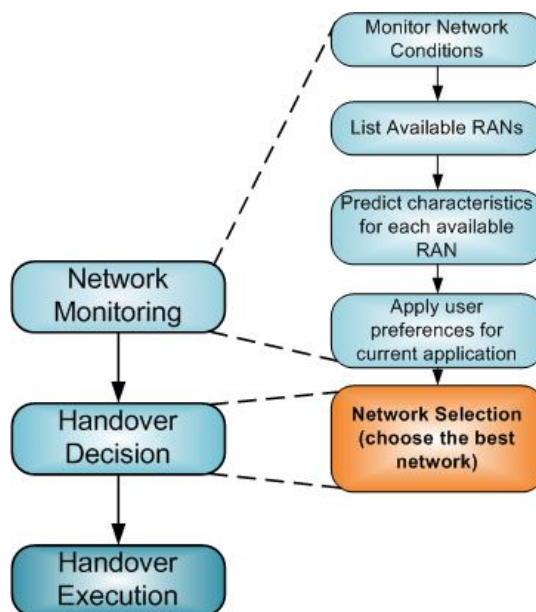 Monitor Network
Conditions
List Available RANs
Predict characteristics
for each available
RAN
Apply user
preferences for
current application
Network Selection
(choose the best
network)
Network
Monitoring
Handover
Decision
Handover
Execution